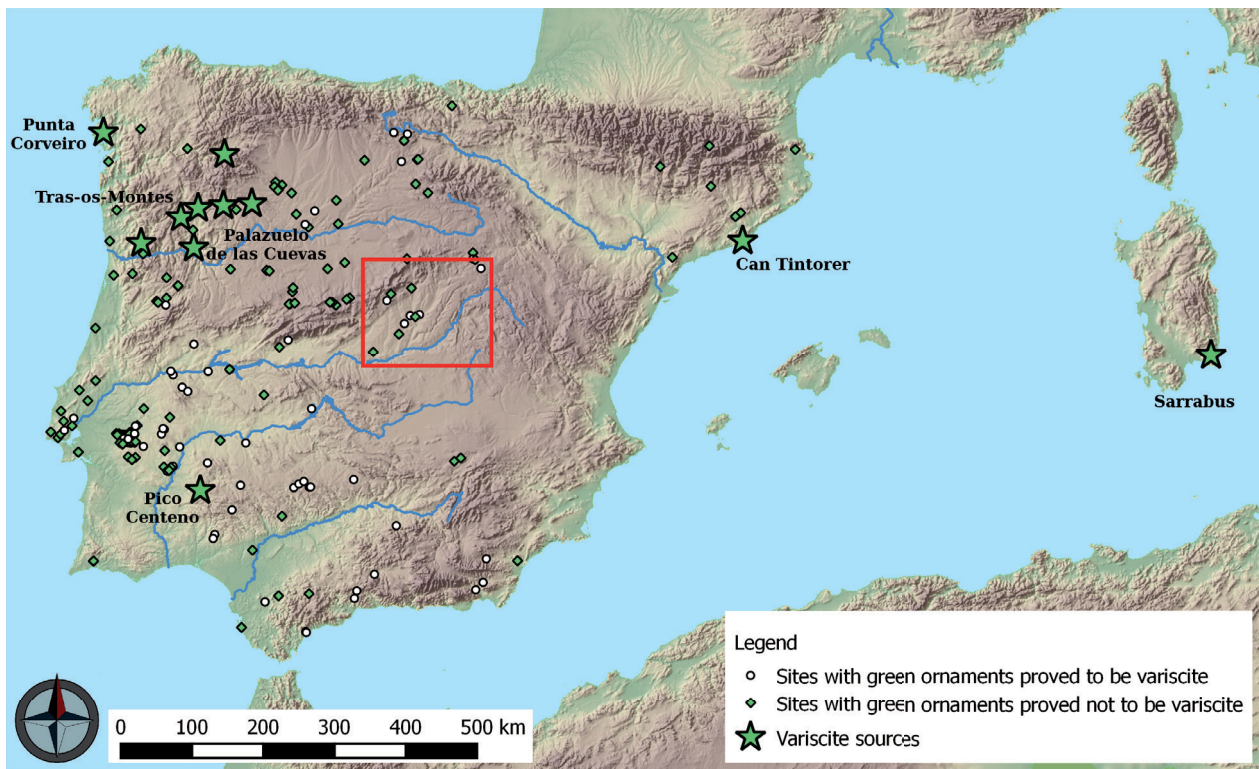 Punta
Corveiro
Tras-os-Montes
Palazuelo
de las Cuevas
Can Tintorer
Sarrabus
Pico
Centeno
Legend
Sites with green ornaments proved to be variscite
Sites with green ornaments proved not to be variscite
Variscite sources
0 100 200 300 400 500 km